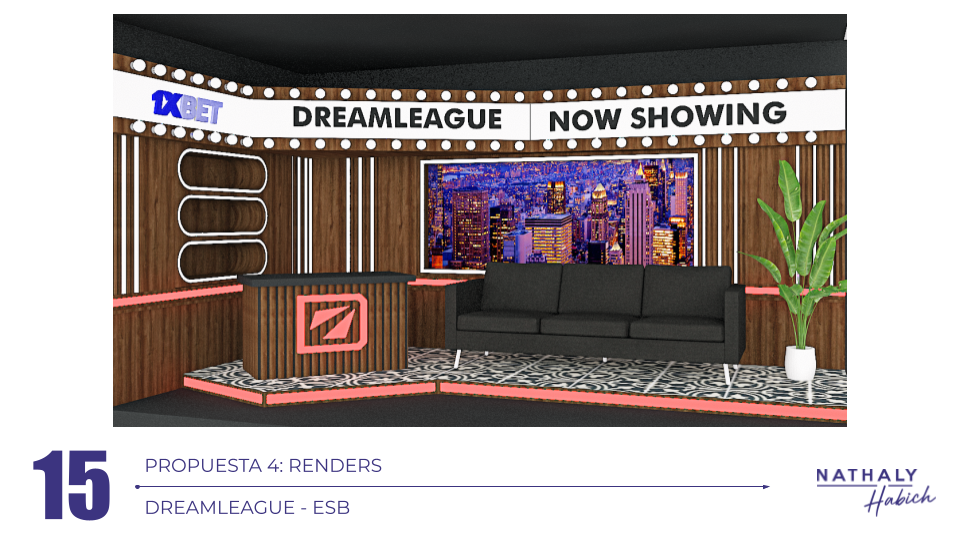 1XBET
DREAMLEAGUE
NOW SHOWING
15
PROPUESTA 4: RENDERS
DREAMLEAGUE - ESB
NATHALY
Habich